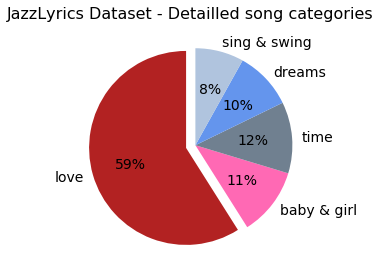 JazzLyrics Dataset - Detailled song categories
sing & swing
8%
dreams
10%
time
12%
love
59%
11%
baby & girl